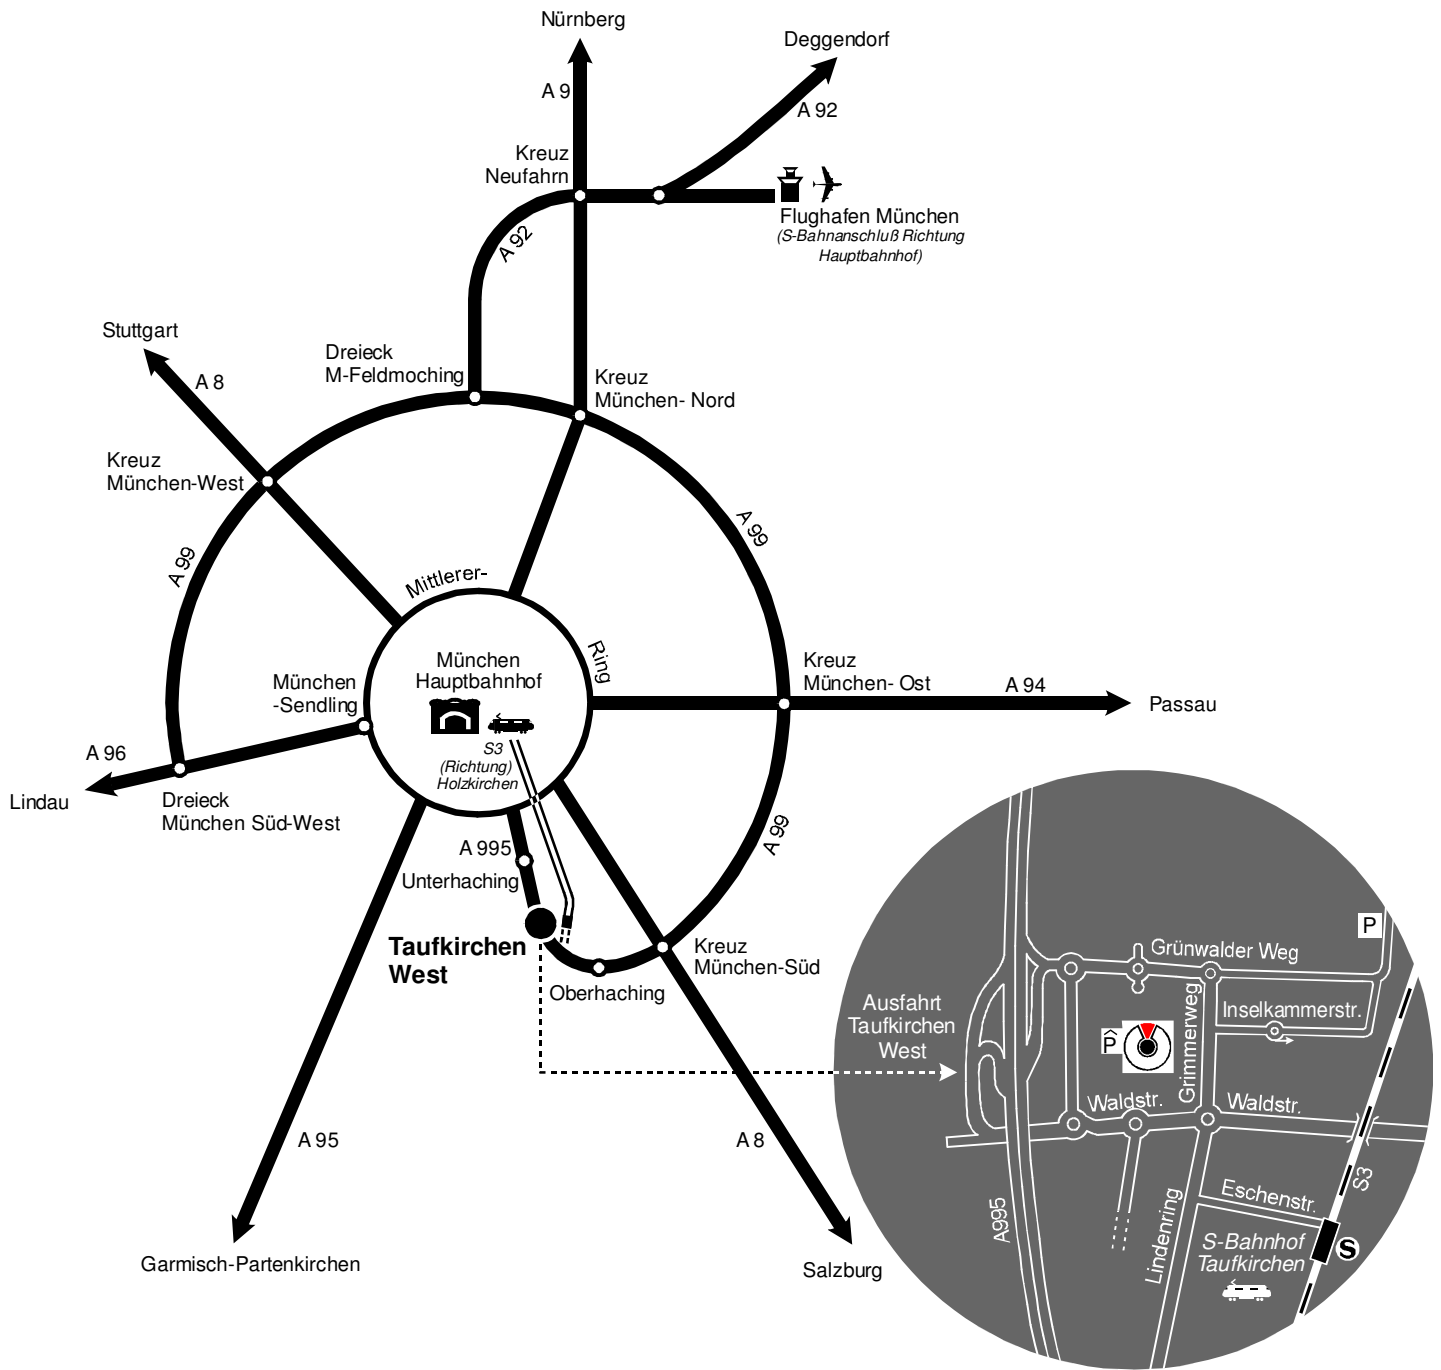 Nürnberg
Deggendorf
A 9
A 92
Kreuz
Neufahrn
Flughafen München
(S-Bahnanschluß Richtung
Hauptbahnhof)
A 92
Stuttgart
A 8
Dreieck
M-Feldmoching
Kreuz
München- Nord
Kreuz
München-West
A 99
A 99
Mittlerer-
Ring
München
Hauptbahnhof
S3
(Richtung)
Holzkirchen
München
-Sendling
Kreuz
München- Ost
A 94
Passau
A 96
Lindau
Dreieck
München Süd-West
A 99
A 995
Unterhaching
Taufkirchen
West
Kreuz
München-Süd
Oberhaching
A 95
A 8
Garmisch-Partenkirchen
Salzburg
P
Grünwalder Weg
Ausfahrt
Taufkirchen
West
Inselkammerstr.
P
Grimmerweg
Waldstr.
Waldstr.
S3
Eschenstr.
A995
Lindenring
S-Bahnhof
Taufkirchen
S